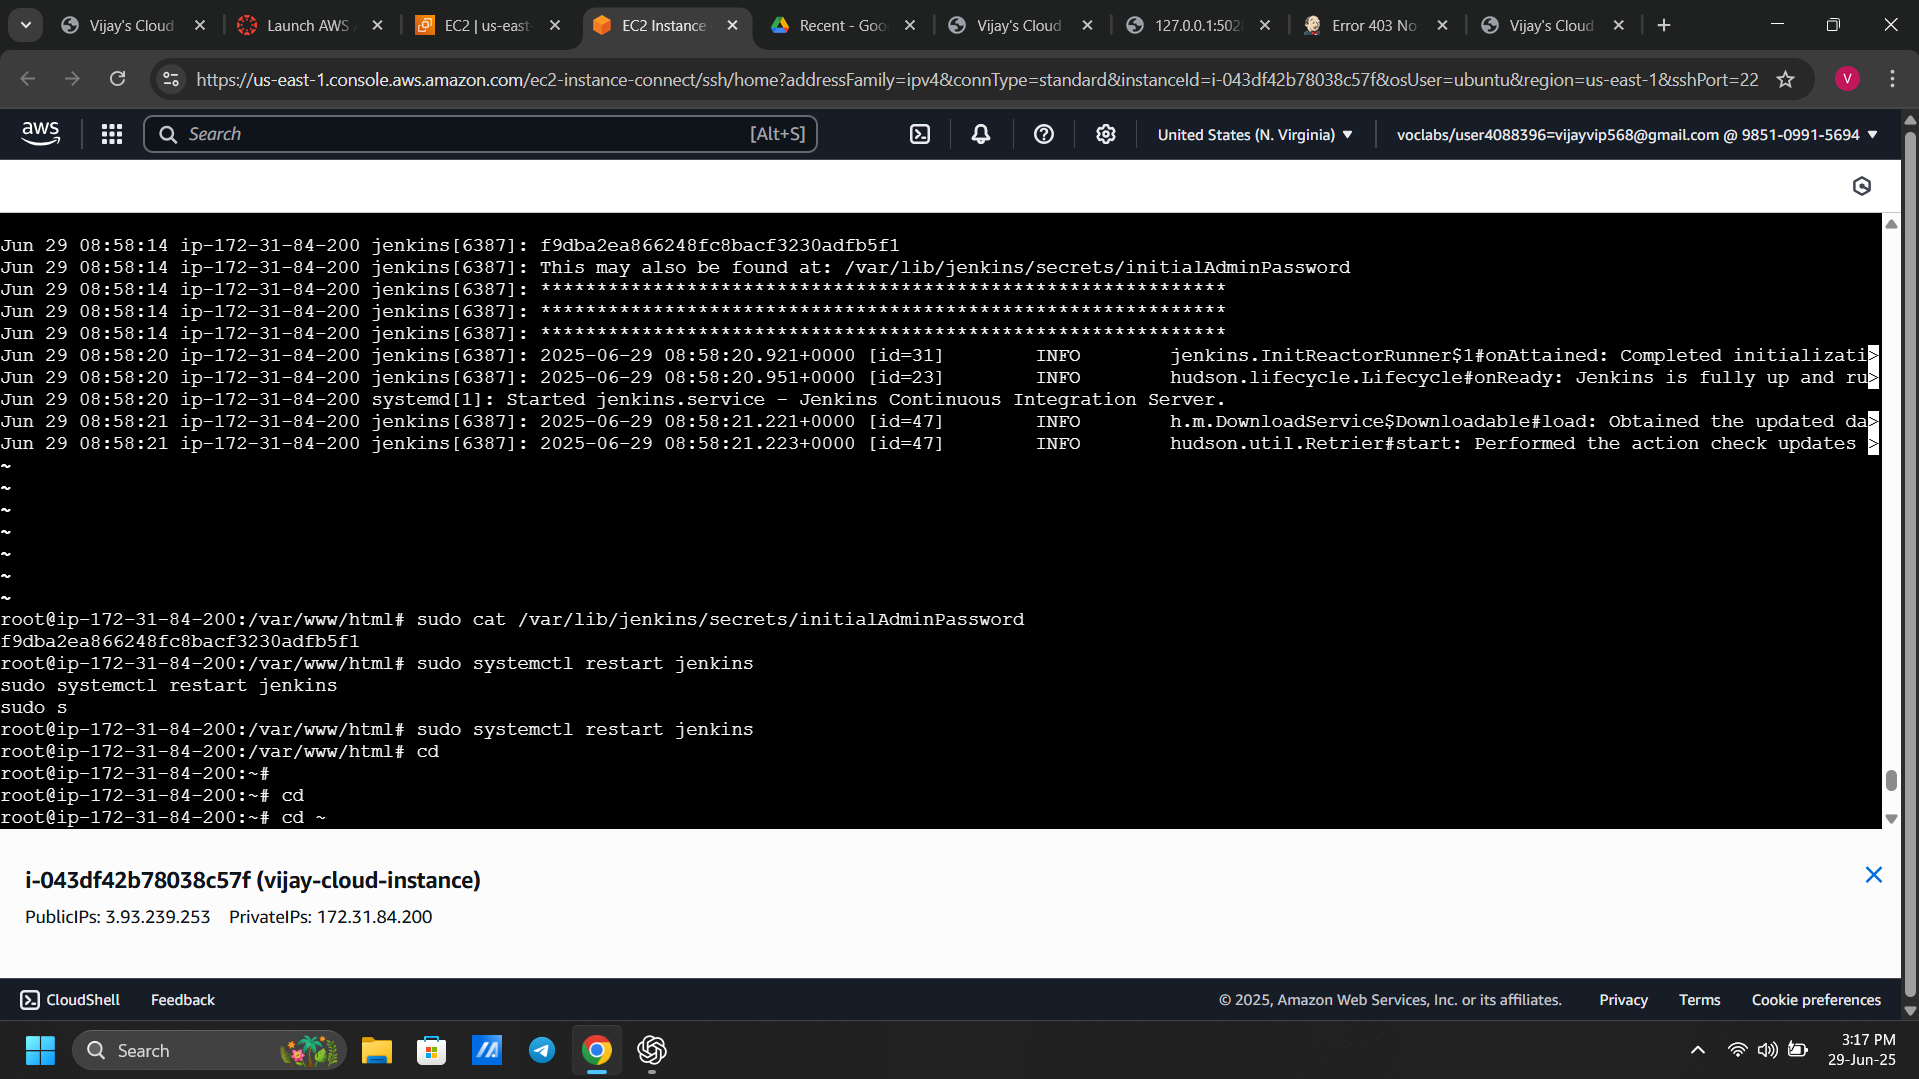 Vijay's Cloud
Launch AWS
EC2 | us-east-
EC2 Instance
Recent - Goo
Vijay's Cloud
127.0.0.1:502
Error 403 No
Vijay's Cloud
https://us-east-1.console.aws.amazon.com/ec2-instance-connect/ssh/home?addressFamily=ipv4&connType=standard&instanceId=i-043df42b78038c57f&osUser=ubuntu&region=us-east-1&sshPort=22
V
aws
Search
[Alt+S]
United States (N. Virginia)
voclabs/user4088396=vijayvip568@gmail.com @ 9851-0991-5694
Jun 29 08:58:14 ip-172-31-84-200 jenkins[6387]: f9dba2ea866248fc8bacf3230adfb5f1
Jun 29 08:58:14 ip-172-31-84-200 jenkins[6387]: This may also be found at: /var/lib/jenkins/secrets/initialAdminPassword
Jun 29 08:58:14 ip-172-31-84-200 jenkins[6387]: *************************************************************
Jun 29 08:58:14 ip-172-31-84-200 jenkins[6387]: *************************************************************
Jun 29 08:58:14 ip-172-31-84-200 jenkins[6387]: *************************************************************
Jun 29 08:58:20 ip-172-31-84-200 jenkins[6387]: 2025-06-29 08:58:20.921+0000 [id=31] INFO jenkins.InitReactorRunner$1#onAttained: Completed initializati>
Jun 29 08:58:20 ip-172-31-84-200 jenkins[6387]: 2025-06-29 08:58:20.951+0000 [id=23] INFO hudson.lifecycle.Lifecycle#onReady: Jenkins is fully up and ru>
Jun 29 08:58:20 ip-172-31-84-200 systemd[1]: Started jenkins.service - Jenkins Continuous Integration Server.
Jun 29 08:58:21 ip-172-31-84-200 jenkins[6387]: 2025-06-29 08:58:21.221+0000 [id=47] INFO h.m.DownloadService$Downloadable#load: Obtained the updated da>
Jun 29 08:58:21 ip-172-31-84-200 jenkins[6387]: 2025-06-29 08:58:21.223+0000 [id=47] INFO hudson.util.Retrier#start: Performed the action check updates >
~
~
~
~
~
~
~
root@ip-172-31-84-200:/var/www/html# sudo cat /var/lib/jenkins/secrets/initialAdminPassword
f9dba2ea866248fc8bacf3230adfb5f1
root@ip-172-31-84-200:/var/www/html# sudo systemctl restart jenkins
sudo systemctl restart jenkins
sudo s
root@ip-172-31-84-200:/var/www/html# sudo systemctl restart jenkins
root@ip-172-31-84-200:/var/www/html# cd
root@ip-172-31-84-200:~#
root@ip-172-31-84-200:~# cd
root@ip-172-31-84-200:~# cd ~
i-043df42b78038c57f (vijay-cloud-instance)
PublicIPs: 3.93.239.253 PrivateIPs: 172.31.84.200
CloudShell
Feedback
© 2025, Amazon Web Services, Inc. or its affiliates.
Privacy
Terms
Cookie preferences
Search
3:17 PM
29-Jun-25